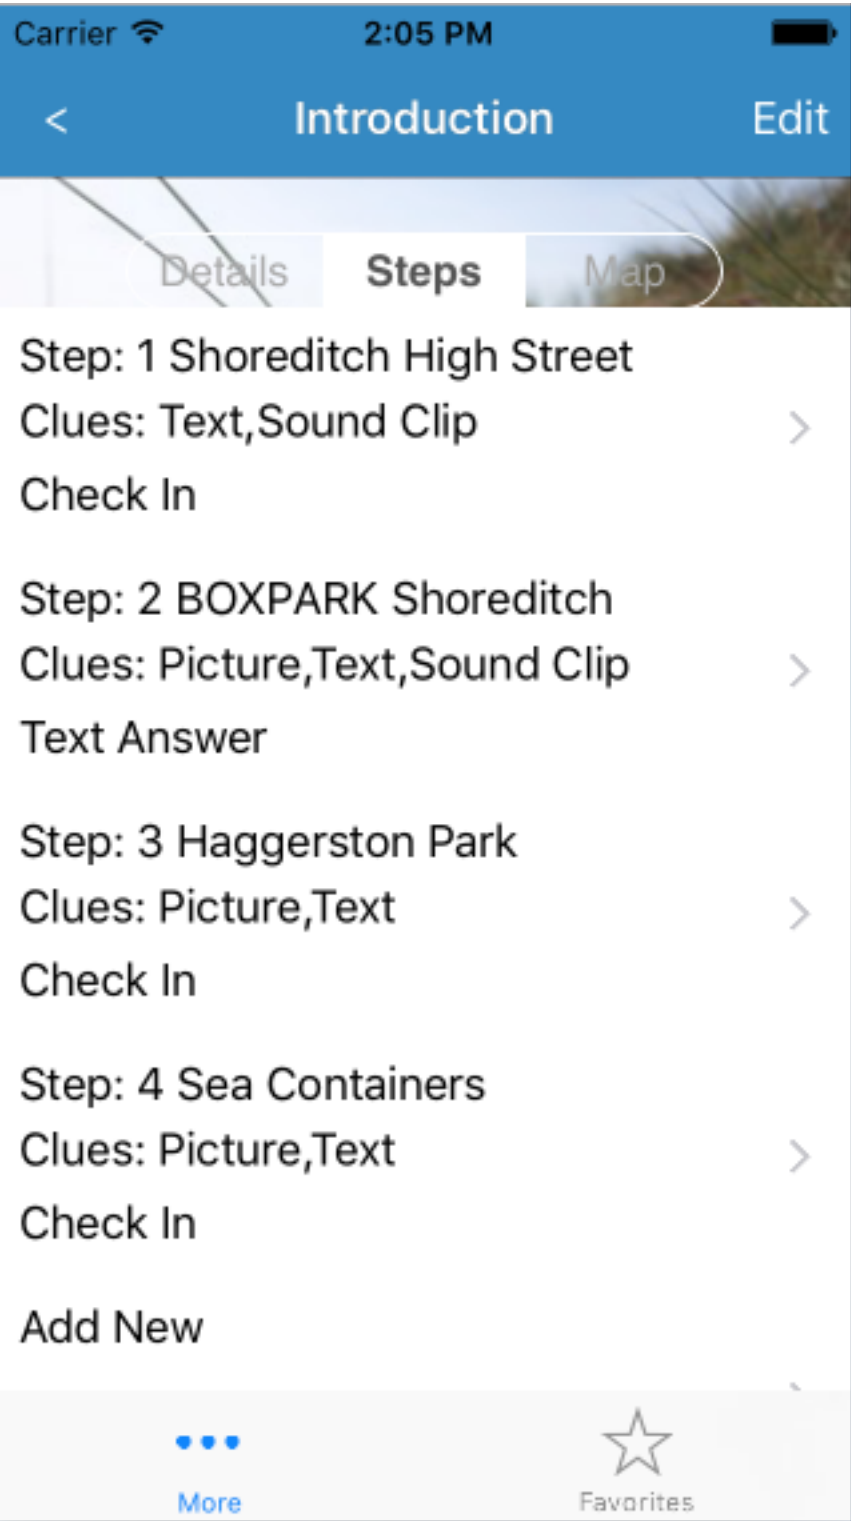 Carrier 2:05 PM
< Introduction Edit
Details Steps Map
Step: 1 Shoreditch High Street
Clues: Text,Sound Clip
Check In
Step: 2 BOXPARK Shoreditch
Clues: Picture,Text,Sound Clip
Text Answer
Step: 3 Haggerston Park
Clues: Picture,Text
Check In
Step: 4 Sea Containers
Clues: Picture,Text
Check In
Add New
More Favorites